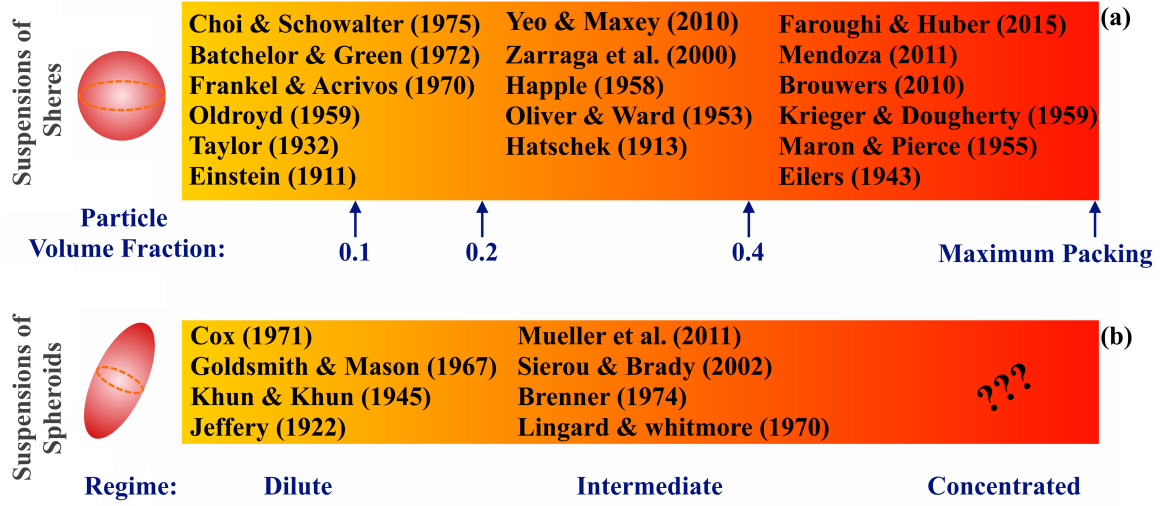 Suspensions of
Sheres
Choi & Schowalter (1975)
Batchelor & Green (1972)
Frankel & Acrivos (1970)
Oldroyd (1959)
Taylor (1932)
Einstein (1911)
Yeo & Maxey (2010)
Zarraga et al. (2000)
Happle (1958)
Oliver & Ward (1953)
Hatschek (1913)
Faroughi & Huber (2015)
Mendoza (2011)
Brouwers (2010)
Krieger & Dougherty (1959)
Maron & Pierce (1955)
Eilers (1943)
(a)
Particle
Volume Fraction:
0.1
0.2
0.4
Maximum Packing
Suspensions of
Spheroids
Cox (1971)
Goldsmith & Mason (1967)
Khun & Khun (1945)
Jeffery (1922)
Mueller et al. (2011)
Sierou & Brady (2002)
Brenner (1974)
Lingard & whitmore (1970)
???
(b)
Regime:
Dilute
Intermediate
Concentrated